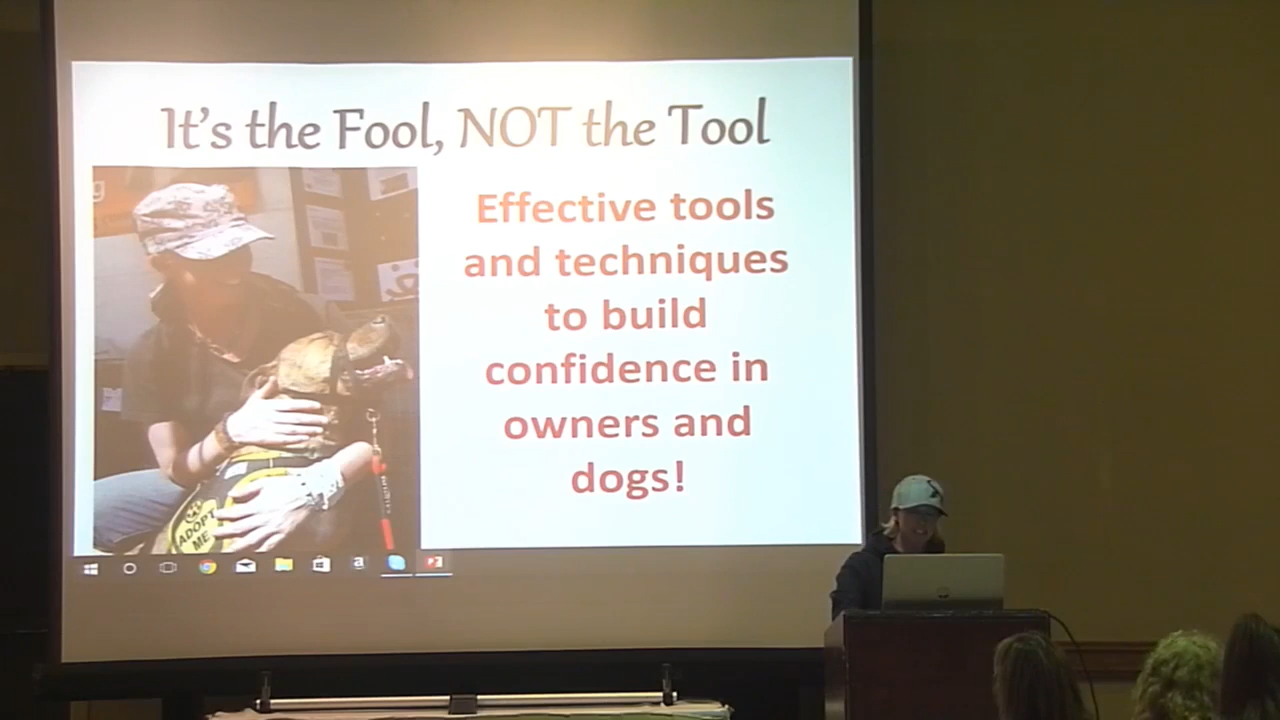 It's the Fool, NOT the Tool
Effective tools
and techniques
to build
confidence in
owners and
dogs!
ADOPT
ME